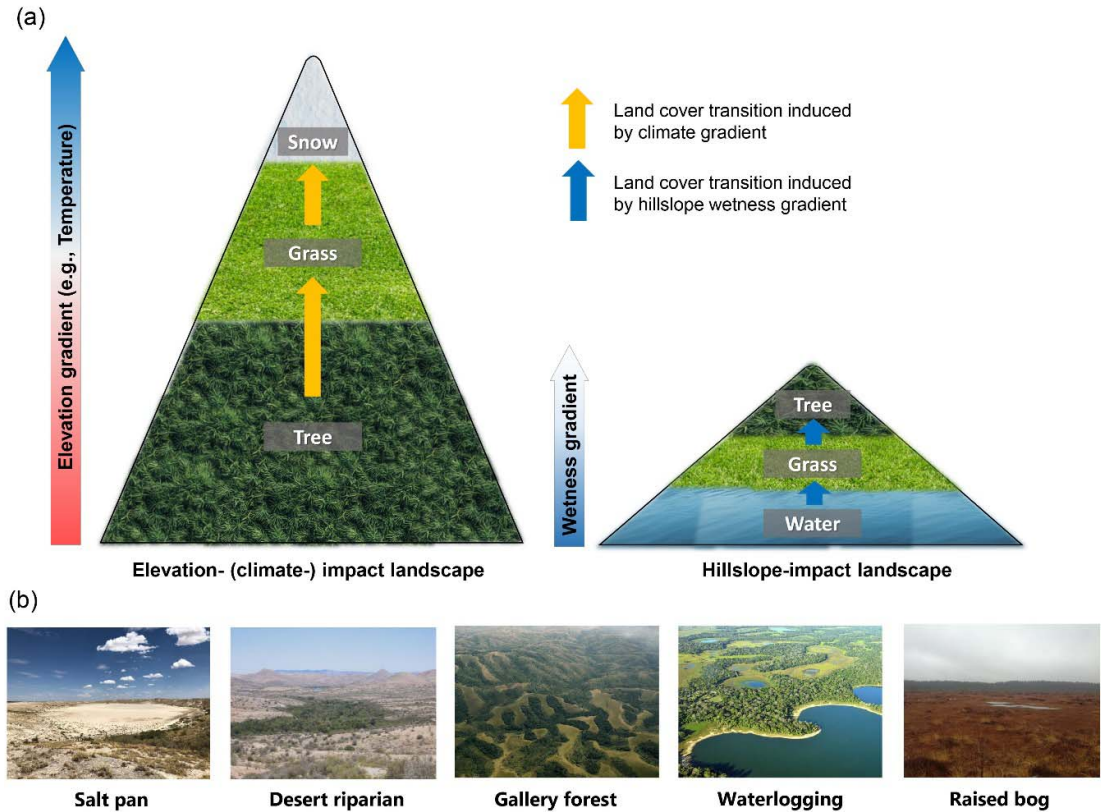 (a)
Elevation gradient (e.g., Temperature)
Snow
Grass
Tree
Elevation- (climate-) impact landscape
Land cover transition induced
by climate gradient
Land cover transition induced
by hillslope wetness gradient
Wetness gradient
Tree
Grass
Water
Hillslope-impact landscape
(b)
Salt pan
Desert riparian
Gallery forest
Waterlogging
Raised bog